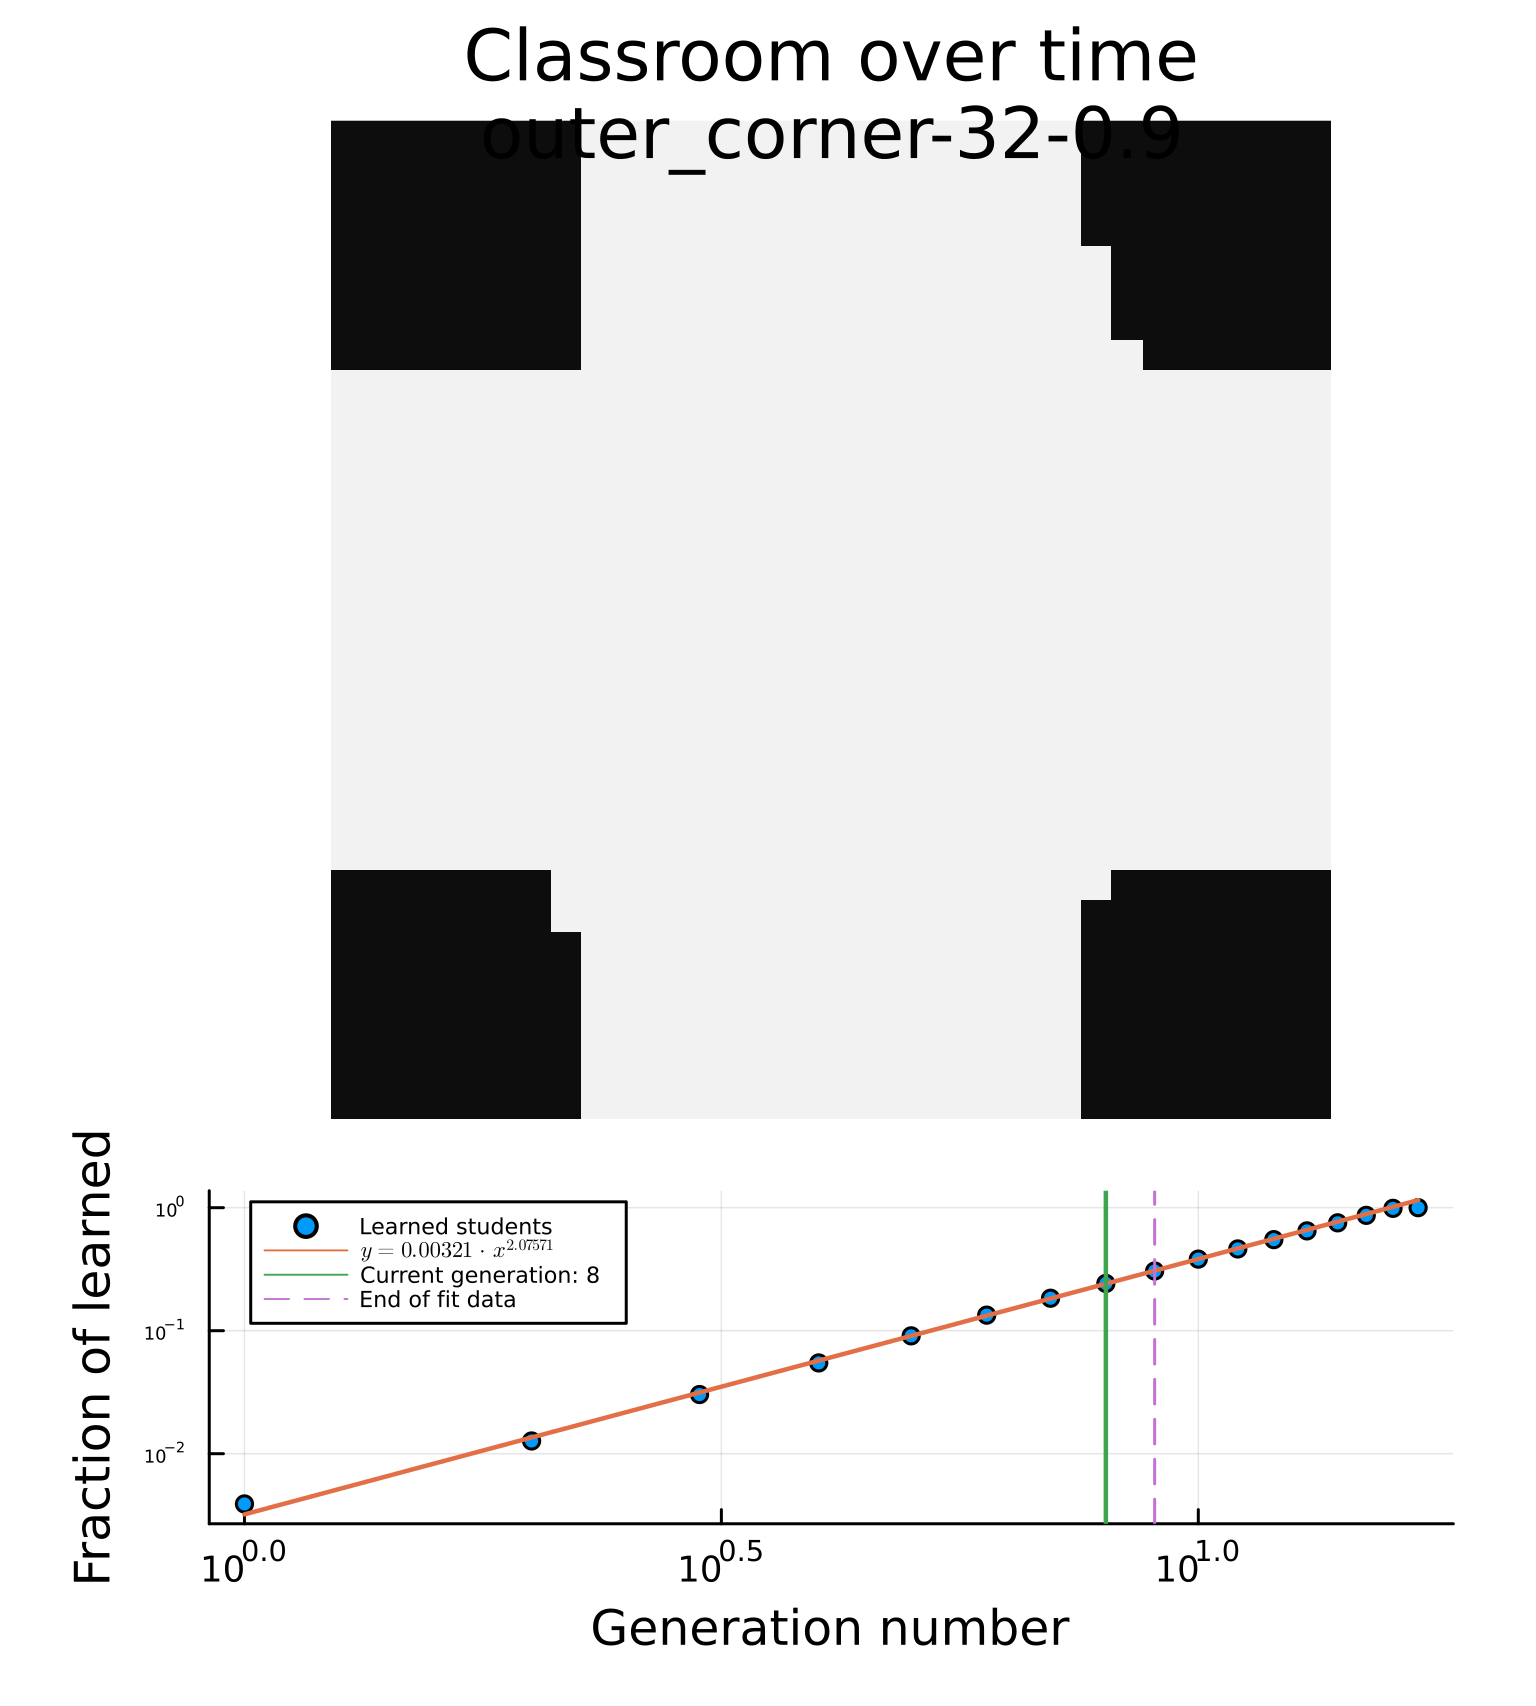 Classroom over time
outer_corner-32-0.9
Fraction of learned
10⁰
10⁻¹
10⁻²
Learned students
y = 0.00321 · x^2.07571
Current generation: 8
End of fit data
10^0.0 10^0.5 10^1.0
Generation number